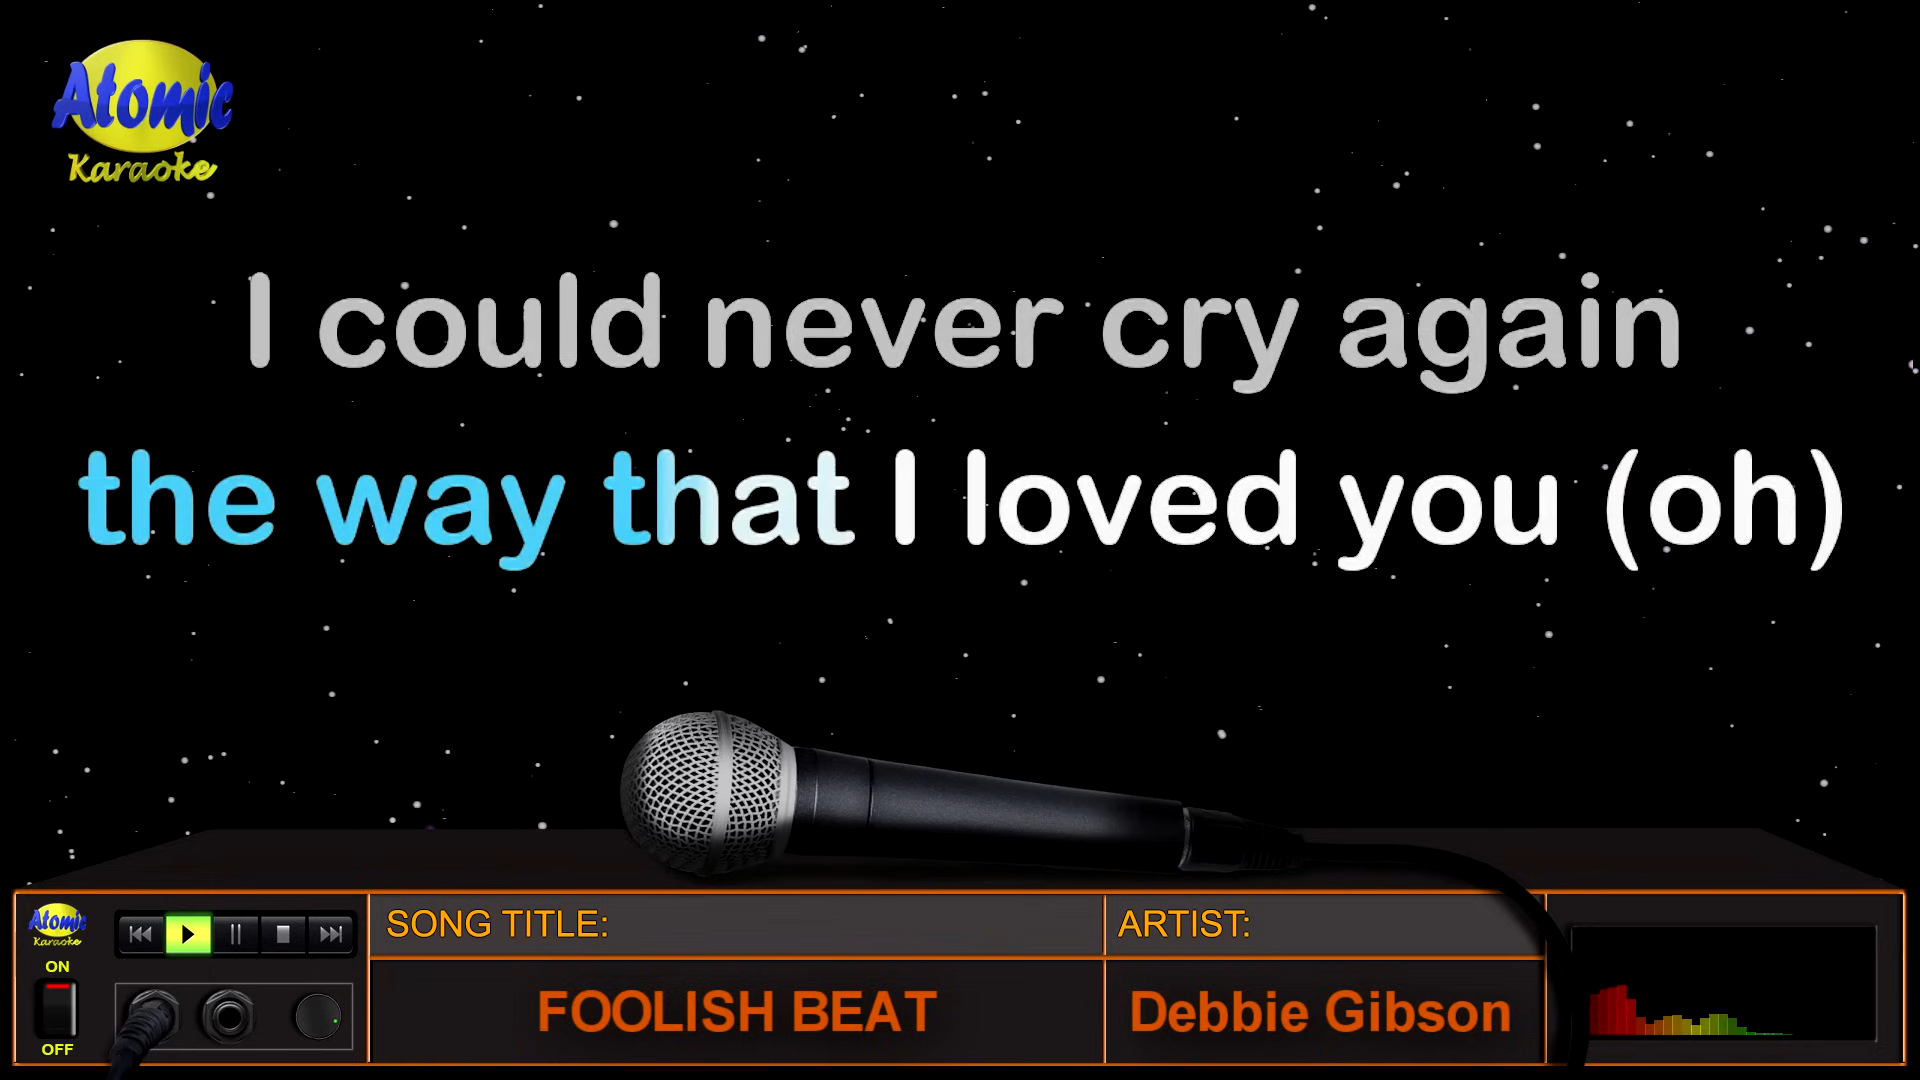 Atomic
Karaoke
I could never cry again
the way that I loved you (oh)
Atomic
Karaoke
ON
OFF
SONG TITLE:
FOOLISH BEAT
ARTIST:
Debbie Gibson